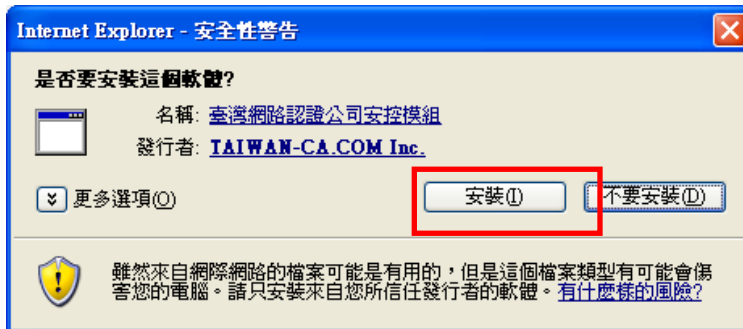 Internet Explorer - 安全性警告
是否要安裝這個軟體?
名稱: 臺灣網路認證公司安控模組
發行者: TAIWAN-CA.COM Inc.
更多選項(O)
安裝(I)
不要安裝(D)
雖然來自網際網路的檔案可能是有用的，但是這個檔案類型有可能會傷
害您的電腦。請只安裝來自您所信任發行者的軟體。有什麼樣的風險?